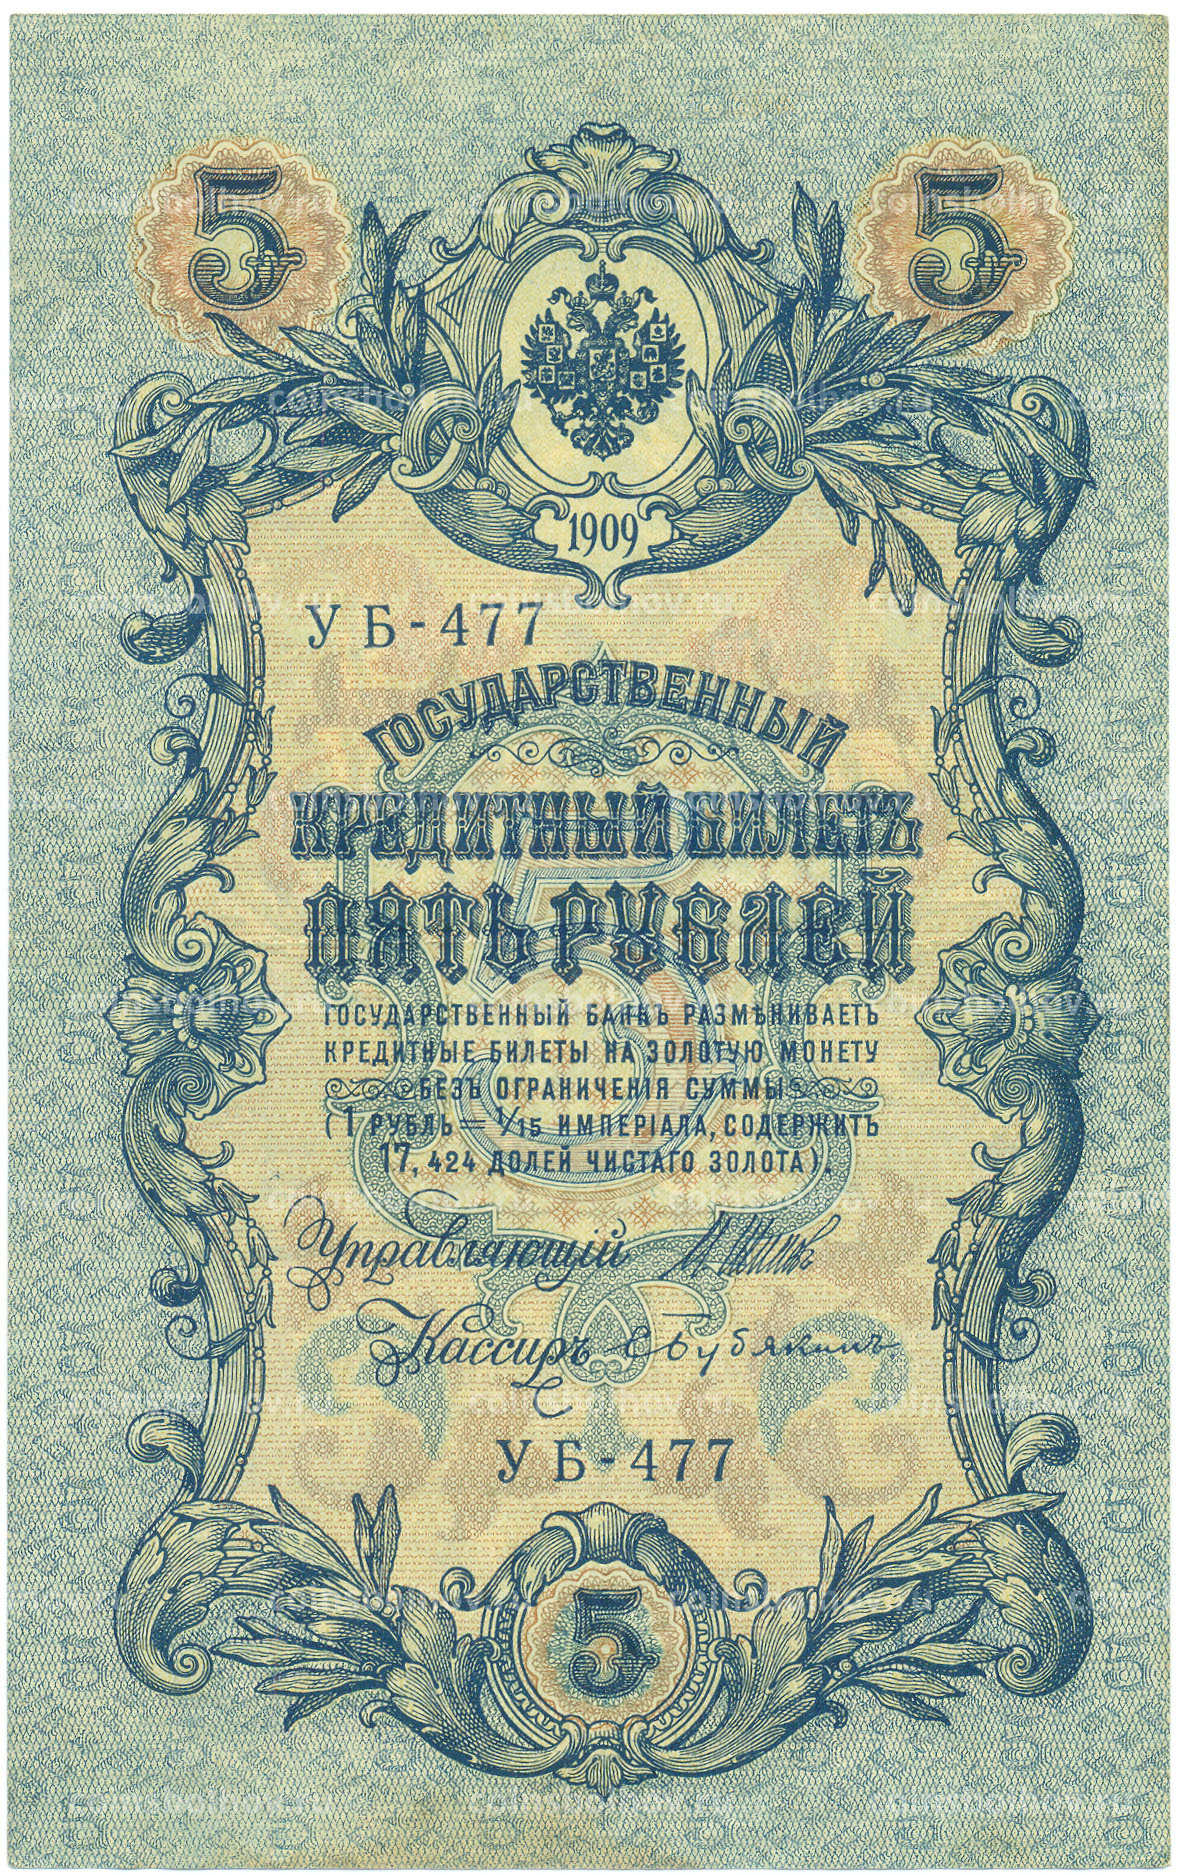 5 5
1909
УБ-477
ГОСУДАРСТВЕННЫЙ
КРЕДИТНЫЙ БИЛЕТЪ
ПЯТЬ РУБЛЕЙ
ГОСУДАРСТВЕННЫЙ БАНКЪ РАЗМѢНИВАЕТЪ
КРЕДИТНЫЕ БИЛЕТЫ НА ЗОЛОТУЮ МОНЕТУ
БЕЗЪ ОГРАНИЧЕНІЯ СУММЫ
(1 РУБЛЬ = 1/15 ИМПЕРІАЛА, СОДЕРЖИТЪ
17,424 ДОЛЕЙ ЧИСТАГО ЗОЛОТА).
Управляющій
Кассиръ
УБ-477
5